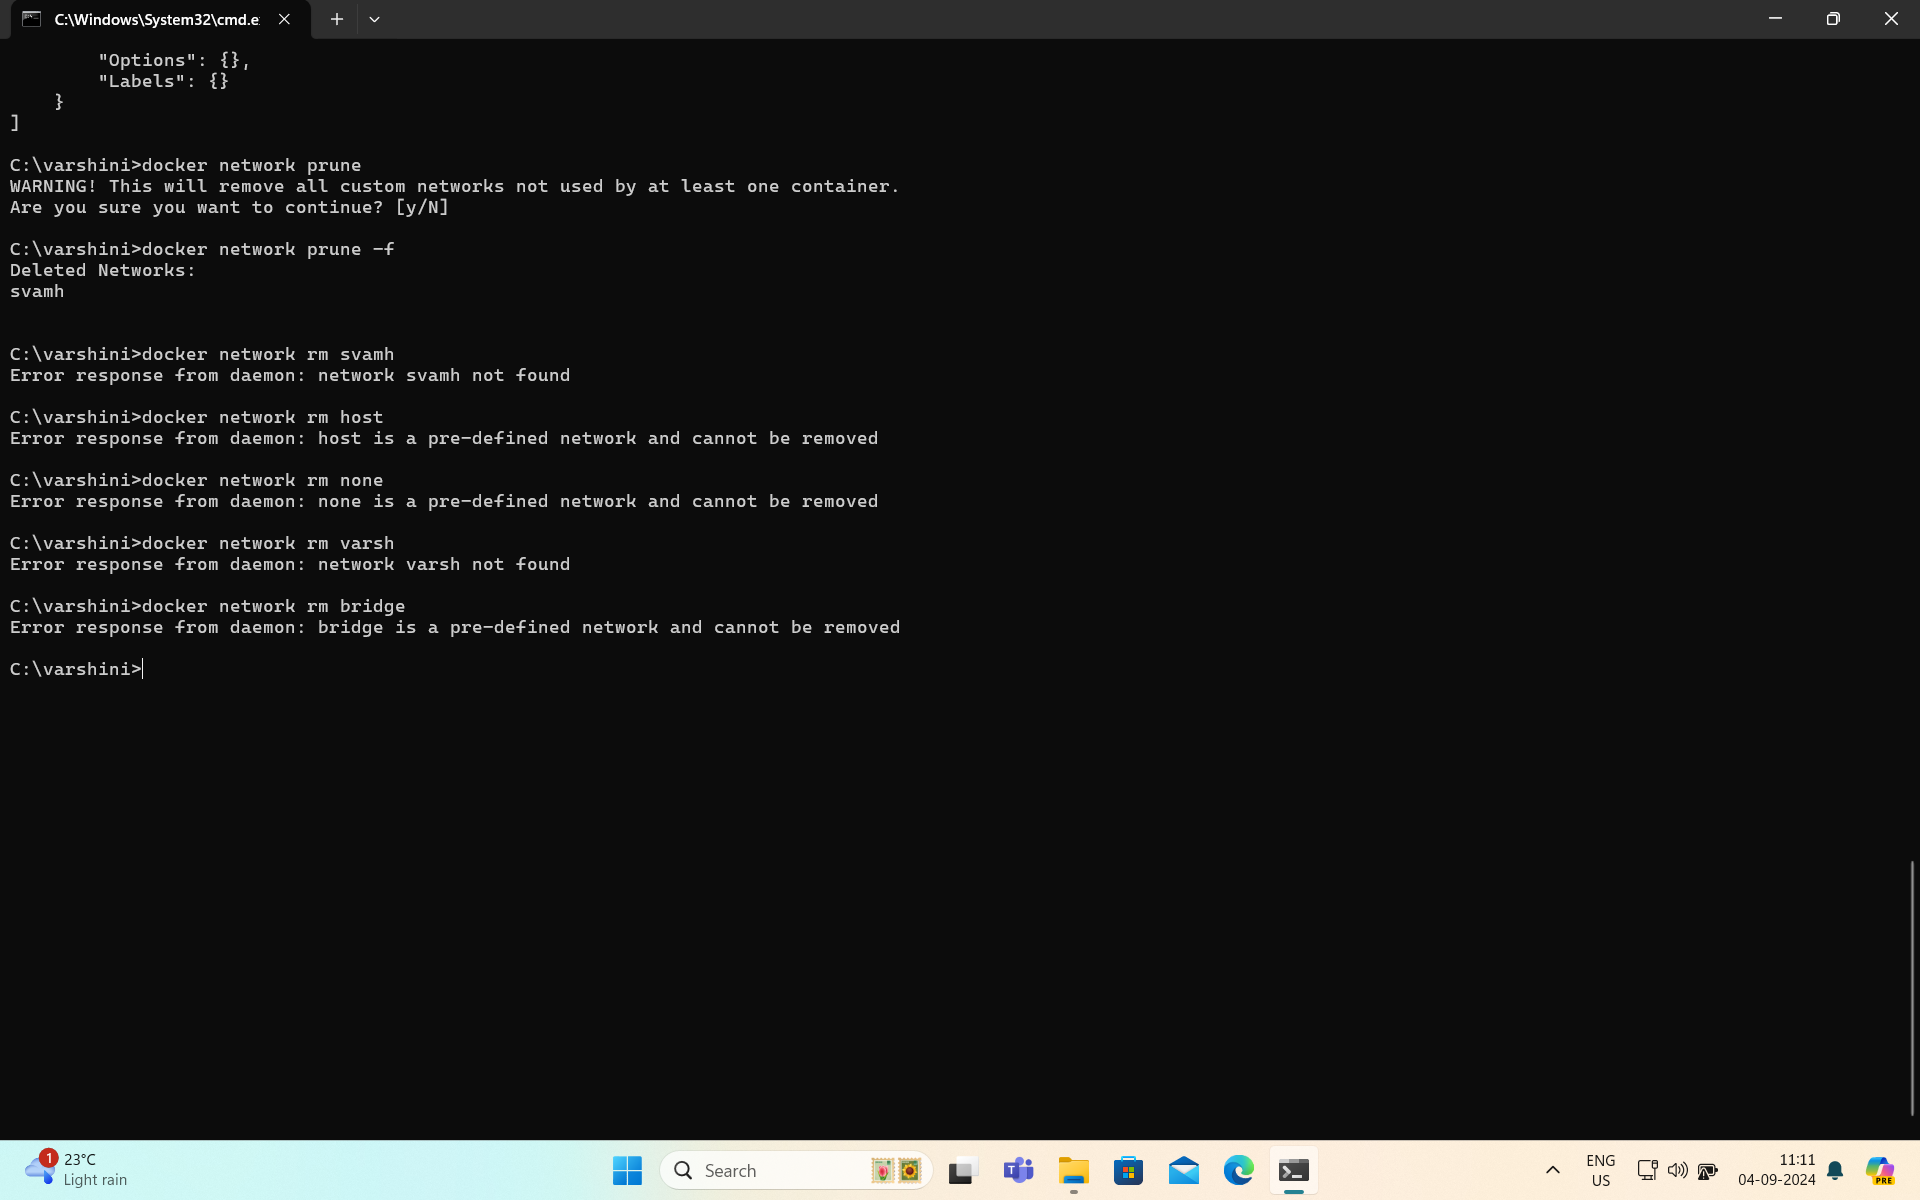 C:\Windows\System32\cmd.e
"Options": {},
"Labels": {}
}
]
C:\varshini>docker network prune
WARNING! This will remove all custom networks not used by at least one container.
Are you sure you want to continue? [y/N]
C:\varshini>docker network prune -f
Deleted Networks:
svamh
C:\varshini>docker network rm svamh
Error response from daemon: network svamh not found
C:\varshini>docker network rm host
Error response from daemon: host is a pre-defined network and cannot be removed
C:\varshini>docker network rm none
Error response from daemon: none is a pre-defined network and cannot be removed
C:\varshini>docker network rm varsh
Error response from daemon: network varsh not found
C:\varshini>docker network rm bridge
Error response from daemon: bridge is a pre-defined network and cannot be removed
C:\varshini>
1
23°C
Light rain
Search
ENG
US
11:11
04-09-2024
PRE